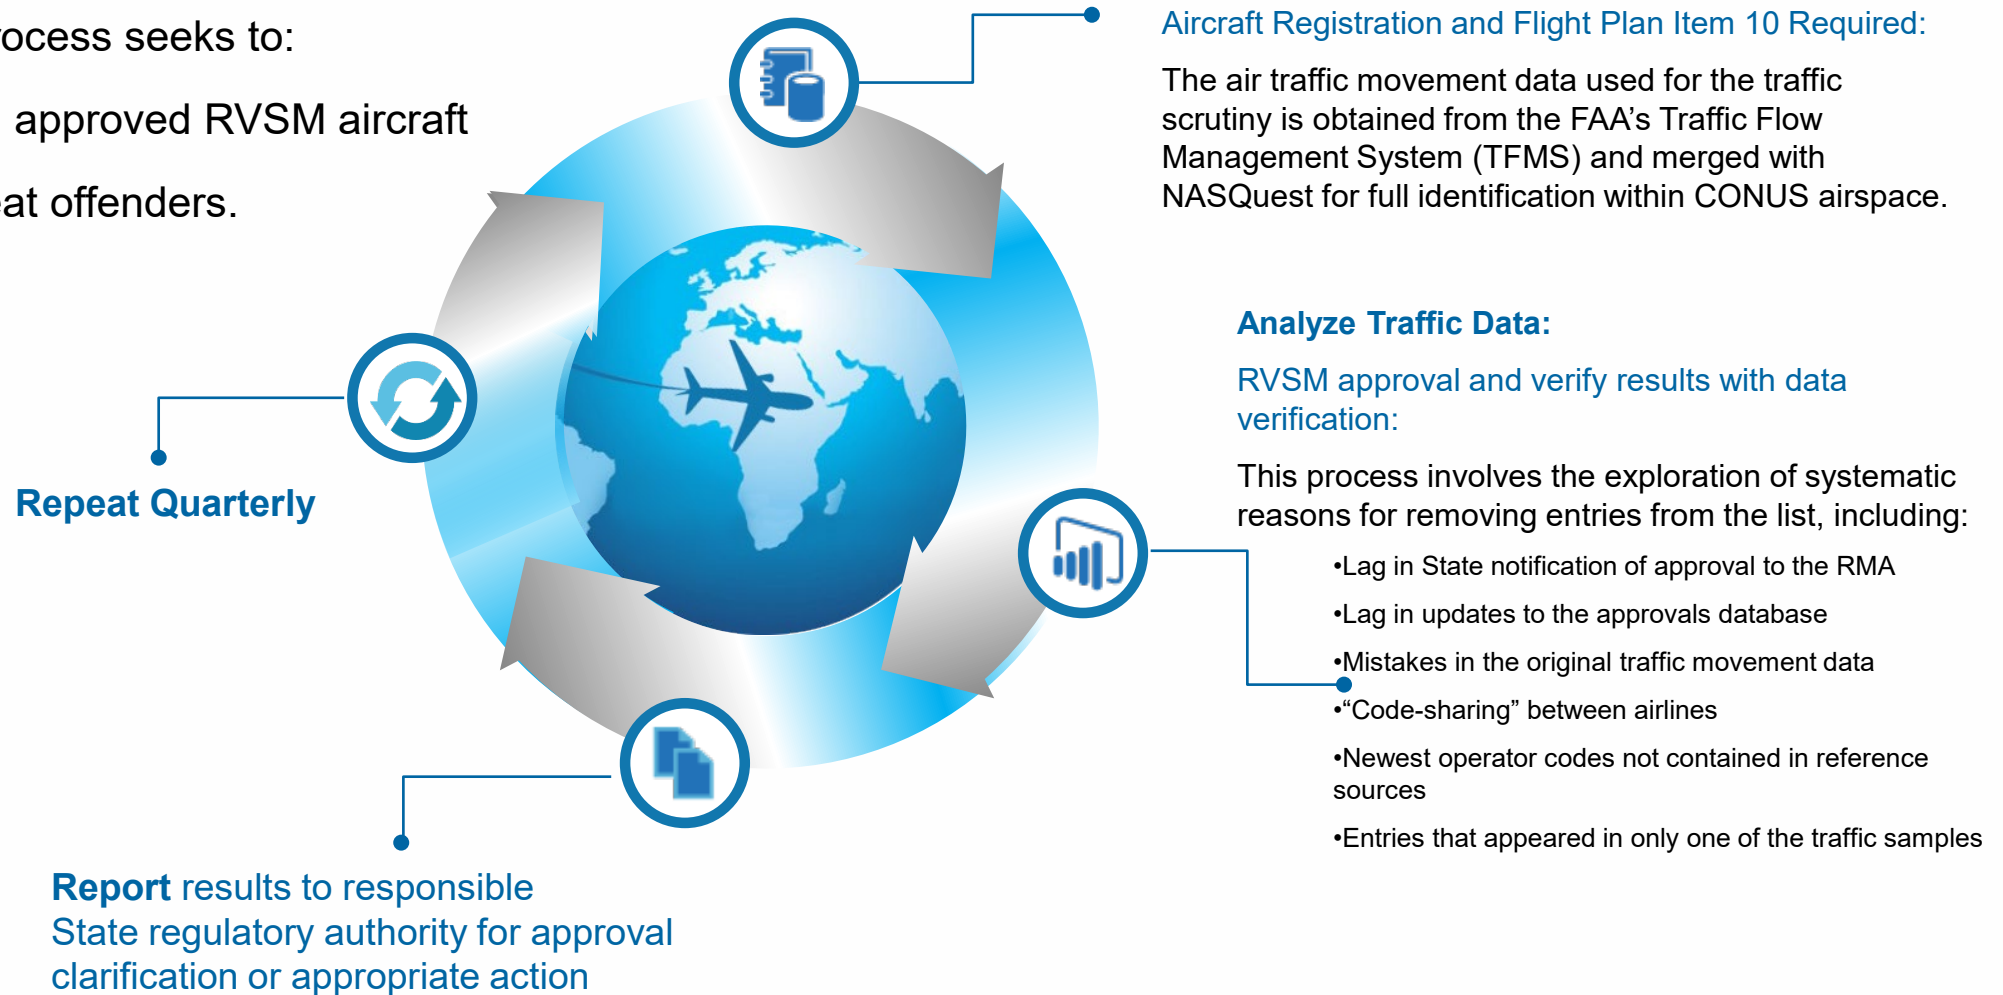 rocess seeks to:
approved RVSM aircraft
eat offenders.
Aircraft Registration and Flight Plan Item 10 Required:
The air traffic movement data used for the traffic
scrutiny is obtained from the FAA’s Traffic Flow
Management System (TFMS) and merged with
NASQuest for full identification within CONUS airspace.
Analyze Traffic Data:
RVSM approval and verify results with data
verification:
This process involves the exploration of systematic
reasons for removing entries from the list, including:
•Lag in State notification of approval to the RMA
•Lag in updates to the approvals database
•Mistakes in the original traffic movement data
•“Code-sharing” between airlines
•Newest operator codes not contained in reference
sources
•Entries that appeared in only one of the traffic samples
Report results to responsible
State regulatory authority for approval
clarification or appropriate action
Repeat Quarterly